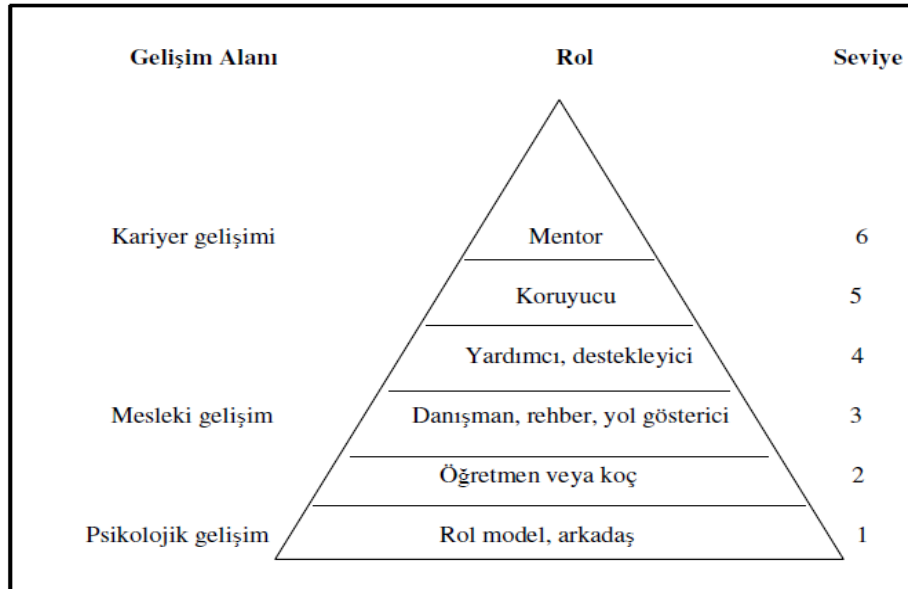 Gelişim Alanı Rol Seviye
Kariyer gelişimi Mentor 6
Koruyucu 5
Yardımcı, destekleyici 4
Mesleki gelişim Danışman, rehber, yol gösterici 3
Öğretmen veya koç 2
Psikolojik gelişim Rol model, arkadaş 1